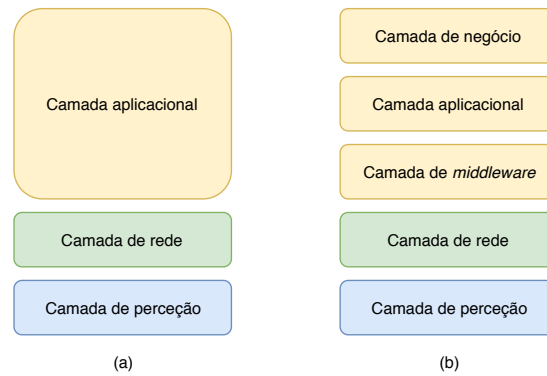 Camada aplicacional
Camada de rede
Camada de perceção
(a)
Camada de negócio
Camada aplicacional
Camada de middleware
Camada de rede
Camada de perceção
(b)